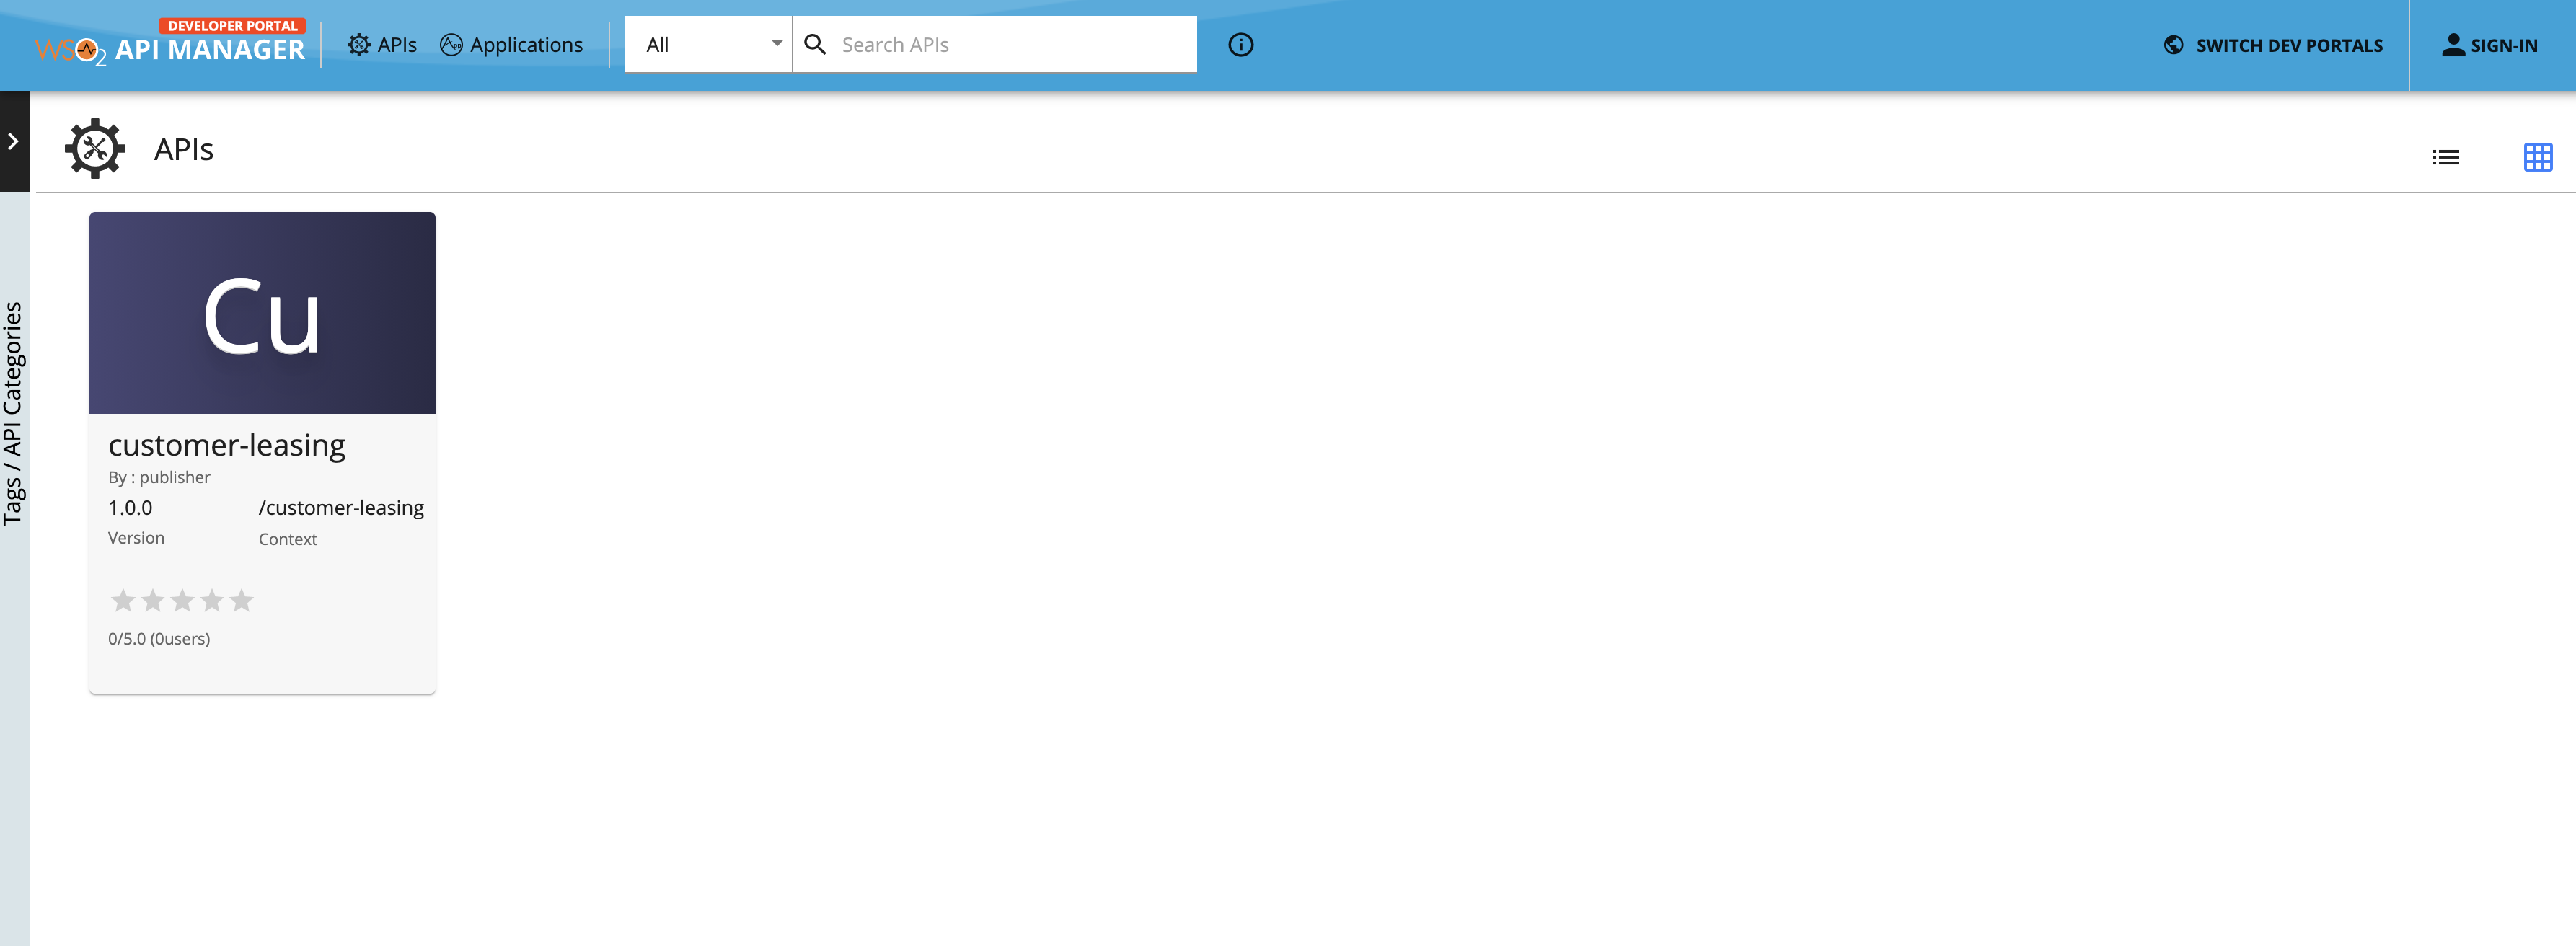 DEVELOPER PORTAL
WSO2 API MANAGER
APIs
Applications
All
Search APIs
SWITCH DEV PORTALS
SIGN-IN
APIs
Tags / API Categories
Cu
customer-leasing
By : publisher
1.0.0 /customer-leasing
Version Context
0/5.0 (0users)